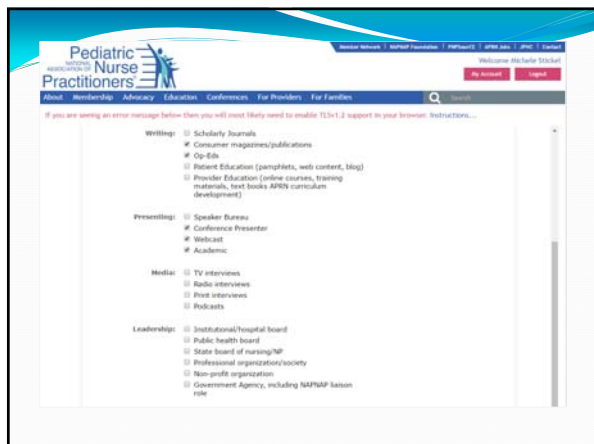 Member Network | NAPNAP Foundation | PNPCareers | APRN Jobs | JPHC | Contact
Pediatric
NATIONAL
ASSOCIATION OF Nurse
Practitioners
Welcome Michele Stickel
My Account Logout
About Membership Advocacy Education Conferences For Providers For Families Search
If you are seeing an error message below then you will most likely need to enable TLSv1.2 support in your browser. Instructions...
Writing: Scholarly Journals
Consumer magazines/publications
Op-Eds
Patient Education (pamphlets, web content, blog)
Provider Education (online courses, training
materials, text books APRN curriculum
development)
Presenting: Speaker Bureau
Conference Presenter
Webcast
Academic
Media: TV interviews
Radio interviews
Print interviews
Podcasts
Leadership: Institutional/hospital board
Public health board
State board of nursing/NP
Professional organization/society
Non-profit organization
Government Agency, including NAPNAP liaison
role